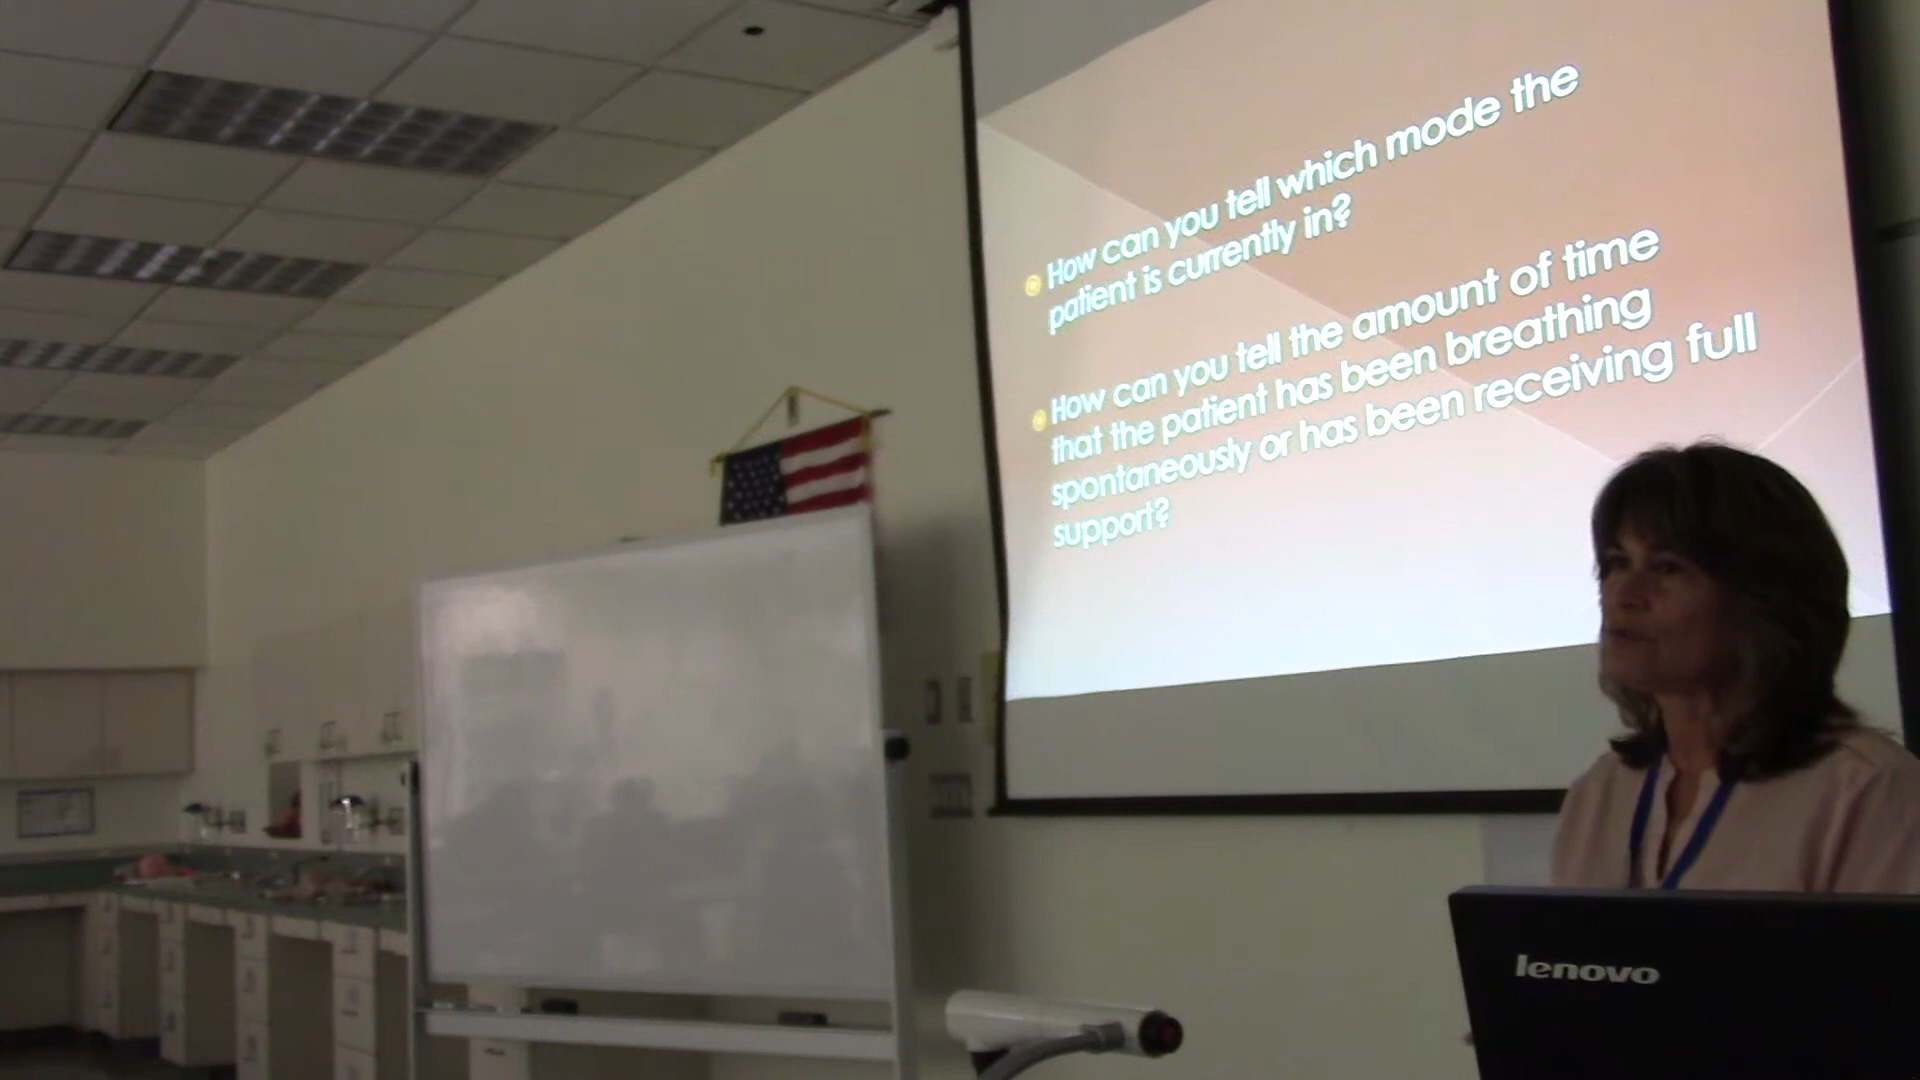 How can you tell which mode the
patient is currently in?
How can you tell the amount of time
that the patient has been breathing
spontaneously or has been receiving full
support?
lenovo